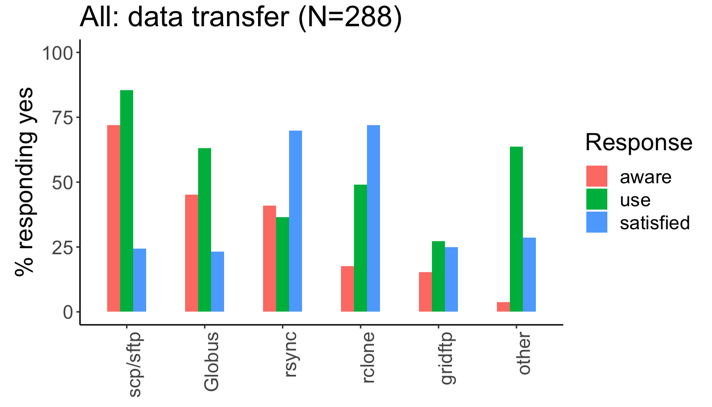 All: data transfer (N=288)
% responding yes
100
75
50
25
0
scp/sftp
Globus
rsync
rclone
gridftp
other
Response
aware
use
satisfied